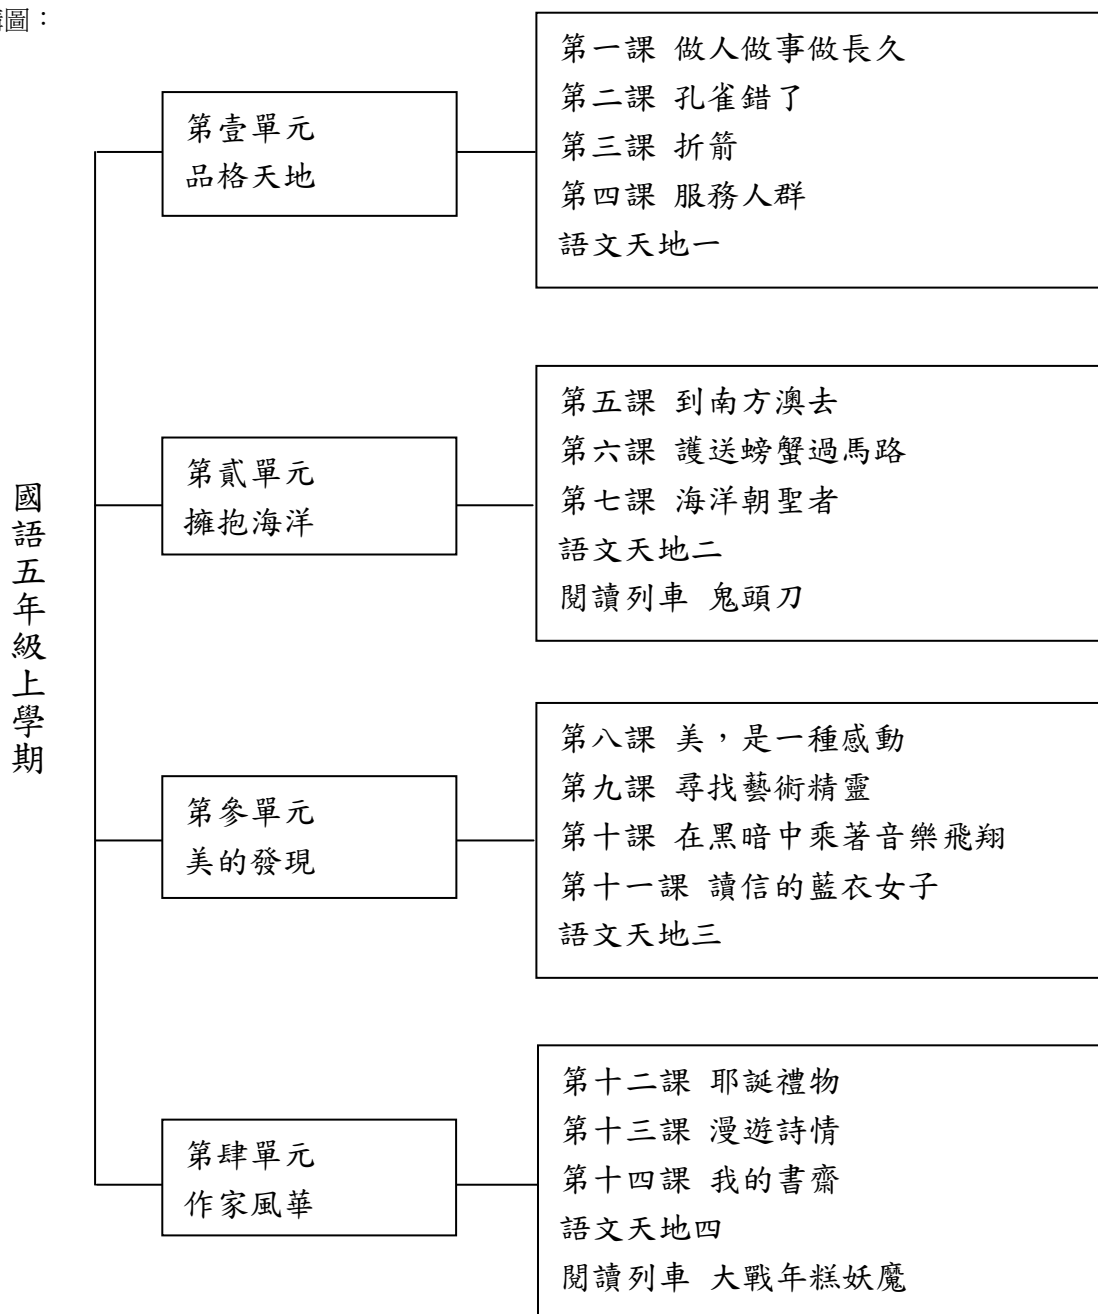 構圖：
國語五年級上學期
第壹單元
品格天地
第一課 做人做事做長久
第二課 孔雀錯了
第三課 折箭
第四課 服務人群
語文天地一
第貳單元
擁抱海洋
第五課 到南方澳去
第六課 護送螃蟹過馬路
第七課 海洋朝聖者
語文天地二
閱讀列車 鬼頭刀
第參單元
美的發現
第八課 美，是一種感動
第九課 尋找藝術精靈
第十課 在黑暗中乘著音樂飛翔
第十一課 讀信的藍衣女子
語文天地三
第肆單元
作家風華
第十二課 耶誕禮物
第十三課 漫遊詩情
第十四課 我的書齋
語文天地四
閱讀列車 大戰年糕妖魔